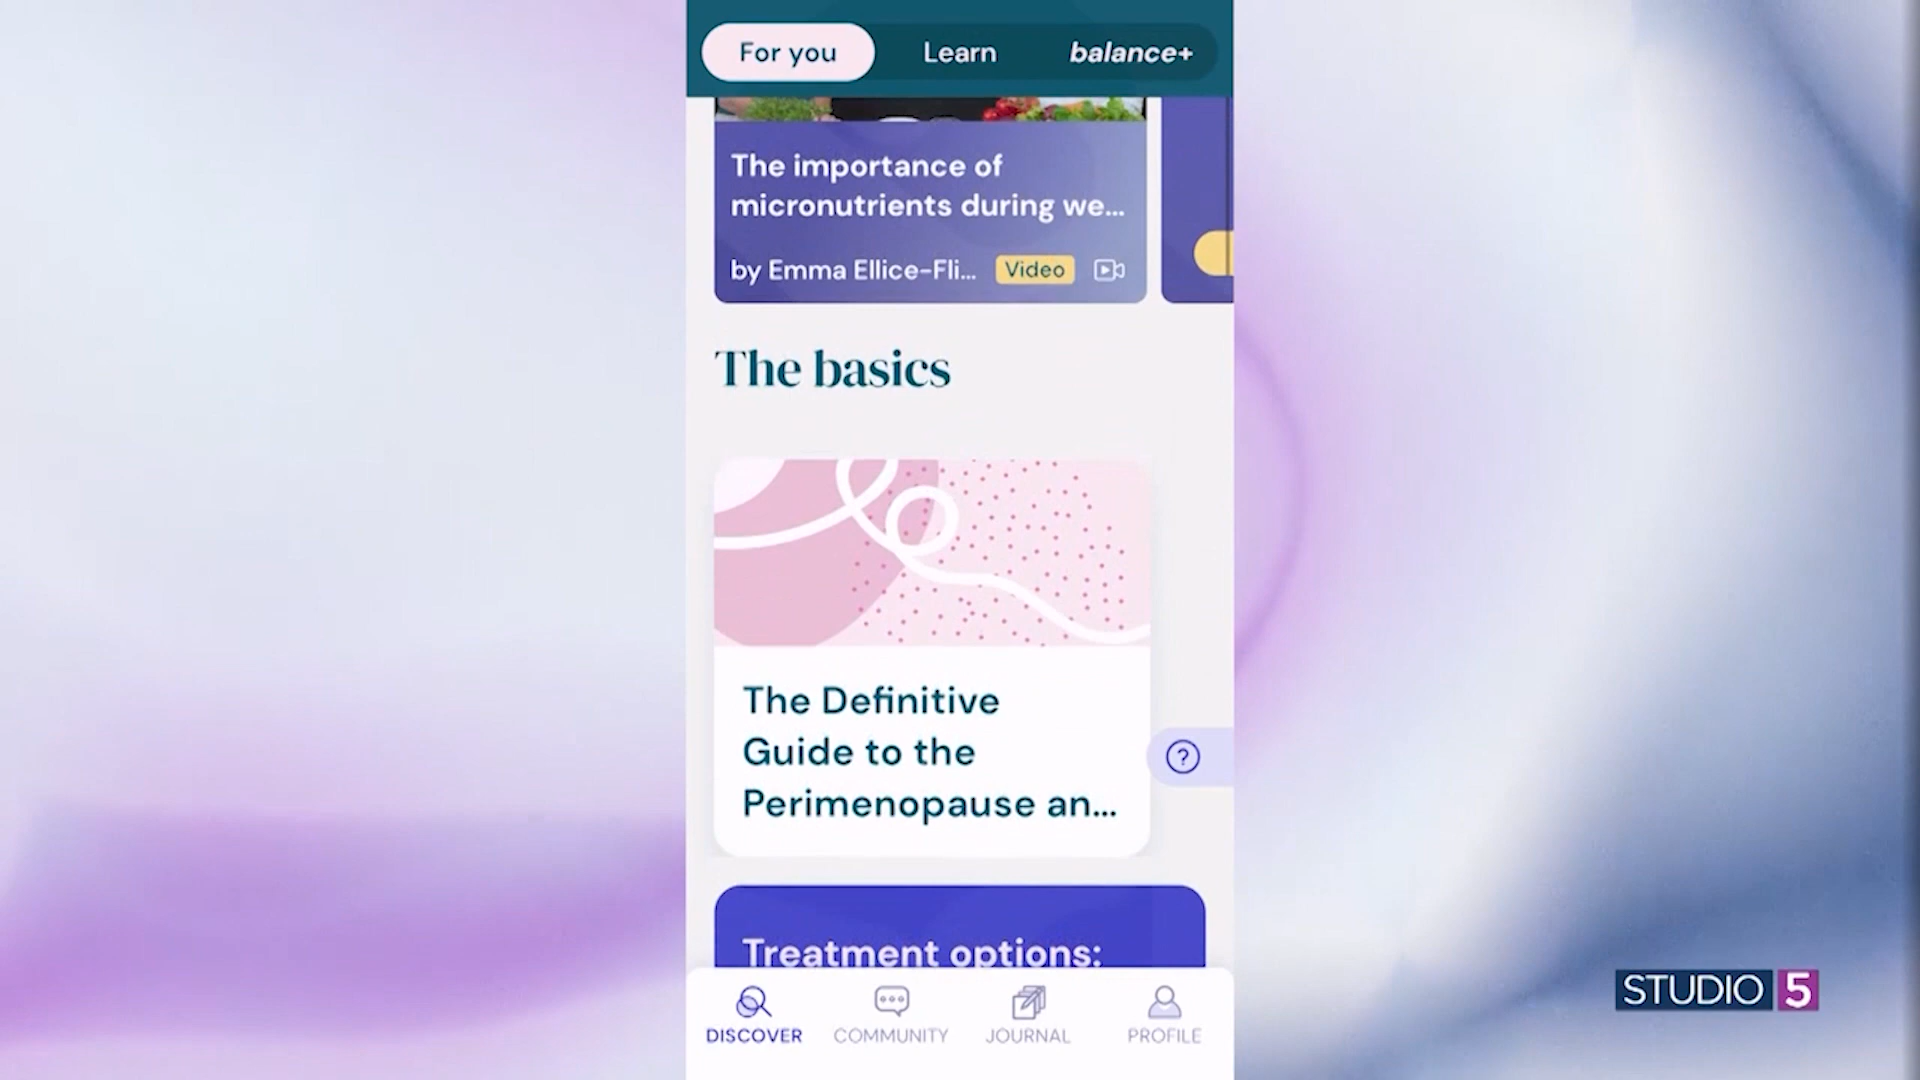 For you
Learn
balance+
The importance of
micronutrients during we...
by Emma Ellice-Fli...
Video
The basics
The Definitive
Guide to the
Perimenopause an...
?
Treatment options:
DISCOVER
COMMUNITY
JOURNAL
PROFILE
STUDIO 5